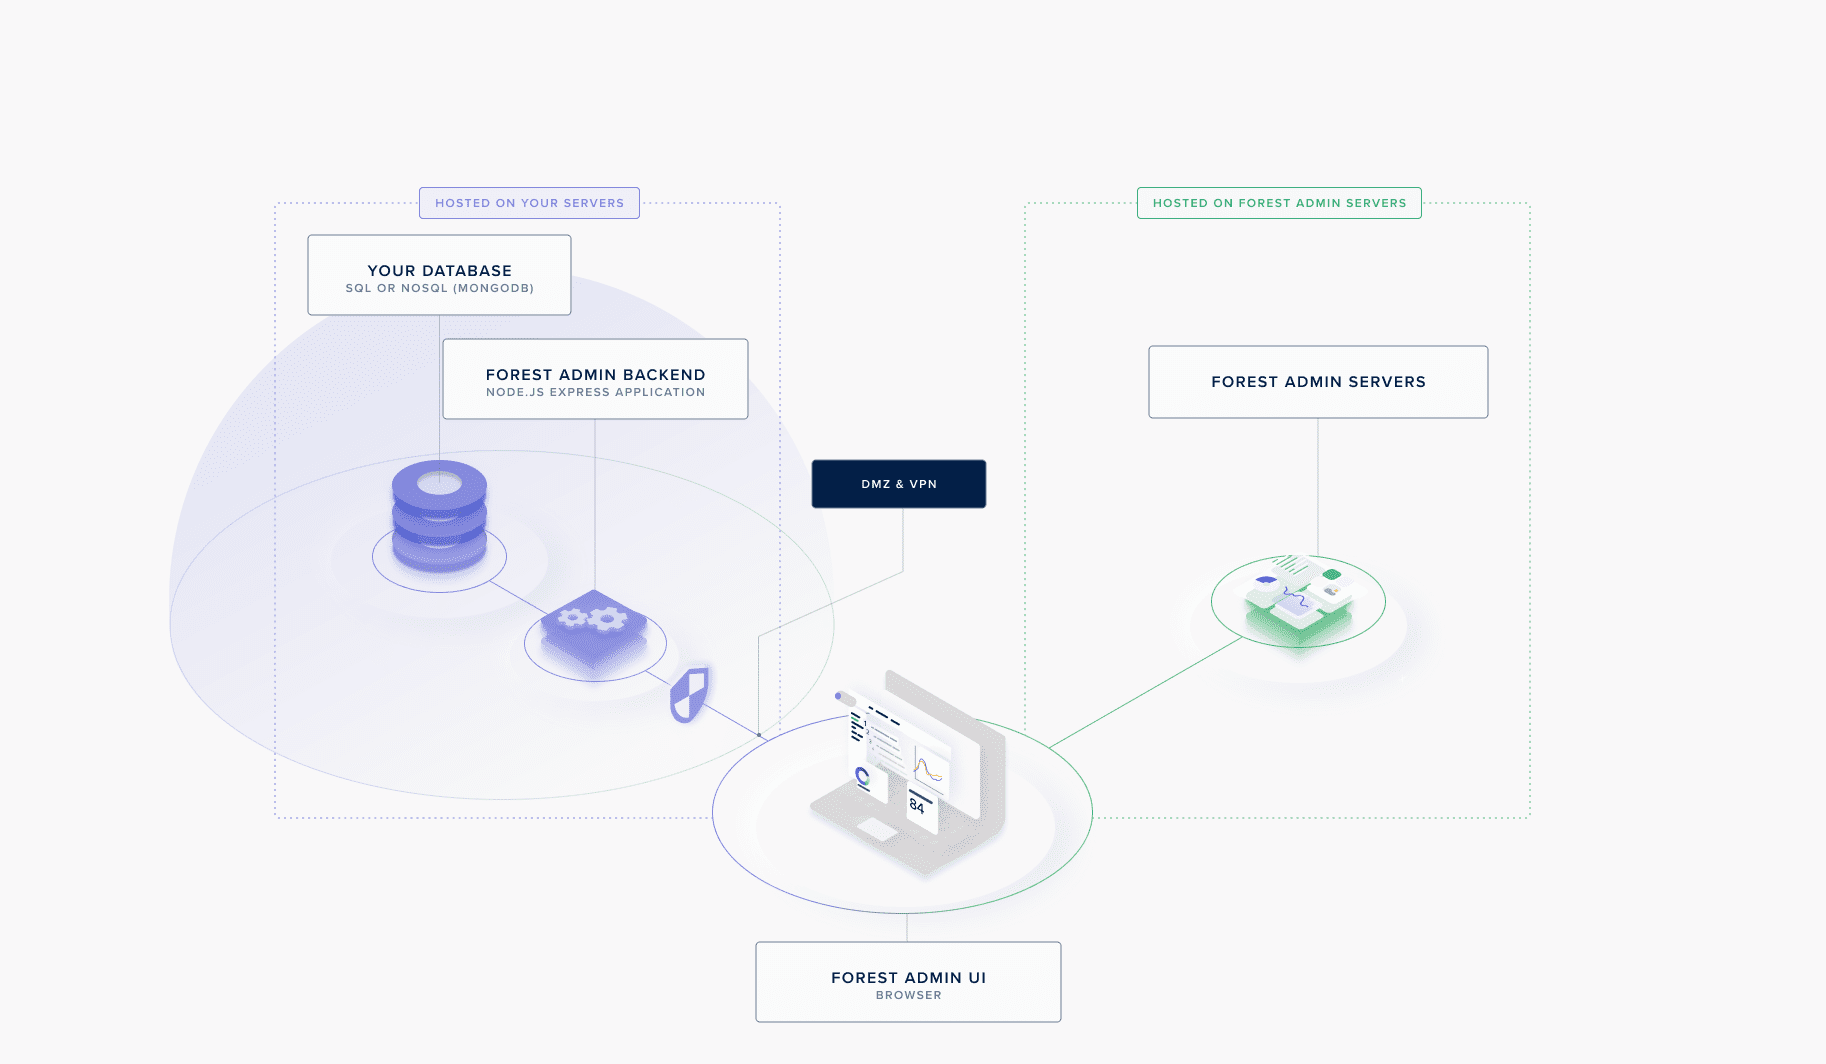 HOSTED ON YOUR SERVERS
HOSTED ON FOREST ADMIN SERVERS
YOUR DATABASE
SQL OR NOSQL (MONGODB)
FOREST ADMIN BACKEND
NODE.JS EXPRESS APPLICATION
FOREST ADMIN SERVERS
DMZ & VPN
84
FOREST ADMIN UI
BROWSER